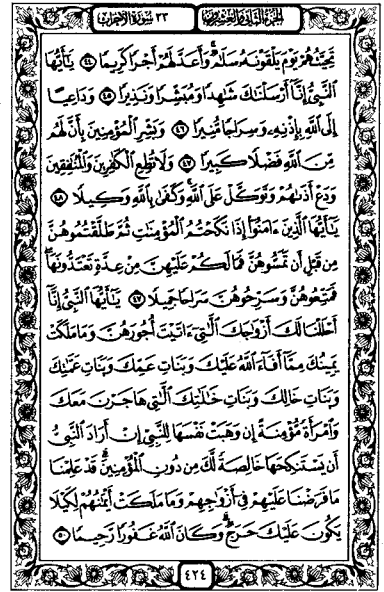 الجزء الثاني والعشرون ٣٣ سورة الأحزاب
تَحِيَّتُهُمْ يَوْمَ يَلْقَوْنَهُۥ سَلَٰمٌ وَأَعَدَّ لَهُمْ أَجْرًا كَرِيمًا ٤٤ يَٰٓأَيُّهَا
ٱلنَّبِىُّ إِنَّآ أَرْسَلْنَٰكَ شَٰهِدًا وَمُبَشِّرًا وَنَذِيرًا ٤٥ وَدَاعِيًا
إِلَى ٱللَّهِ بِإِذْنِهِۦ وَسِرَاجًا مُّنِيرًا ٤٦ وَبَشِّرِ ٱلْمُؤْمِنِينَ بِأَنَّ لَهُم
مِّنَ ٱللَّهِ فَضْلًا كَبِيرًا ٤٧ وَلَا تُطِعِ ٱلْكَٰفِرِينَ وَٱلْمُنَٰفِقِينَ
وَدَعْ أَذَىٰهُمْ وَتَوَكَّلْ عَلَى ٱللَّهِ وَكَفَىٰ بِٱللَّهِ وَكِيلًا ٤٨
يَٰٓأَيُّهَا ٱلَّذِينَ ءَامَنُوٓا۟ إِذَا نَكَحْتُمُ ٱلْمُؤْمِنَٰتِ ثُمَّ طَلَّقْتُمُوهُنَّ
مِن قَبْلِ أَن تَمَسُّوهُنَّ فَمَا لَكُمْ عَلَيْهِنَّ مِنْ عِدَّةٍ تَعْتَدُّونَهَا
فَمَتِّعُوهُنَّ وَسَرِّحُوهُنَّ سَرَاحًا جَمِيلًا ٤٩ يَٰٓأَيُّهَا ٱلنَّبِىُّ إِنَّآ
أَحْلَلْنَا لَكَ أَزْوَٰجَكَ ٱلَّٰتِىٓ ءَاتَيْتَ أُجُورَهُنَّ وَمَا مَلَكَتْ
يَمِينُكَ مِمَّآ أَفَآءَ ٱللَّهُ عَلَيْكَ وَبَنَاتِ عَمِّكَ وَبَنَاتِ عَمَّٰتِكَ
وَبَنَاتِ خَالِكَ وَبَنَاتِ خَٰلَٰتِكَ ٱلَّٰتِى هَاجَرْنَ مَعَكَ
وَٱمْرَأَةً مُّؤْمِنَةً إِن وَهَبَتْ نَفْسَهَا لِلنَّبِىِّ إِنْ أَرَادَ ٱلنَّبِىُّ
أَن يَسْتَنكِحَهَا خَالِصَةً لَّكَ مِن دُونِ ٱلْمُؤْمِنِينَ قَدْ عَلِمْنَا
مَا فَرَضْنَا عَلَيْهِمْ فِىٓ أَزْوَٰجِهِمْ وَمَا مَلَكَتْ أَيْمَٰنُهُمْ لِكَيْلَا
يَكُونَ عَلَيْكَ حَرَجٌ وَكَانَ ٱللَّهُ غَفُورًا رَّحِيمًا ٥٠
٤٢٤